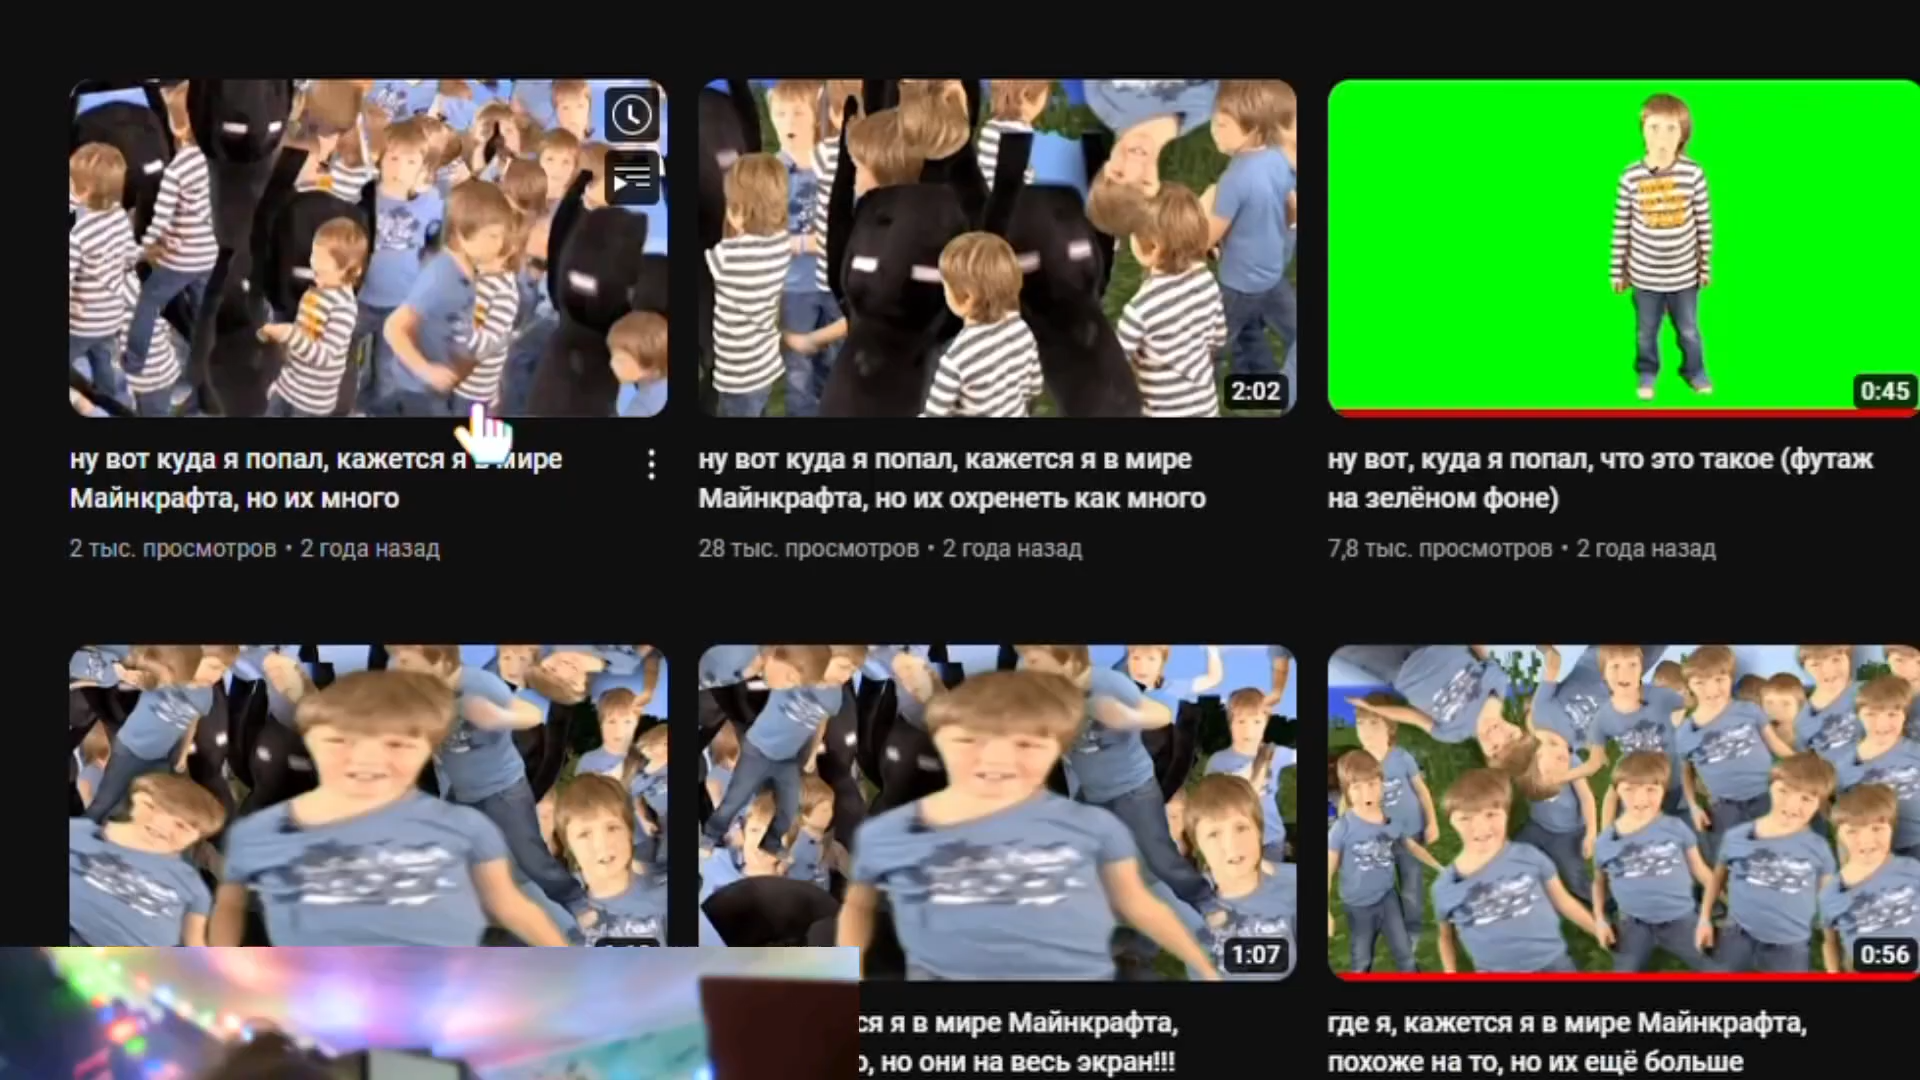 2:02
0:45
ну вот куда я попал, кажется я в мире
Майнкрафта, но их много
2 тыс. просмотров • 2 года назад
ну вот куда я попал, кажется я в мире
Майнкрафта, но их охренеть как много
28 тыс. просмотров • 2 года назад
ну вот, куда я попал, что это такое (футаж
на зелёном фоне)
7,8 тыс. просмотров • 2 года назад
1:07
0:56
ся я в мире Майнкрафта,
о, но они на весь экран!!!
где я, кажется я в мире Майнкрафта,
похоже на то, но их ещё больше